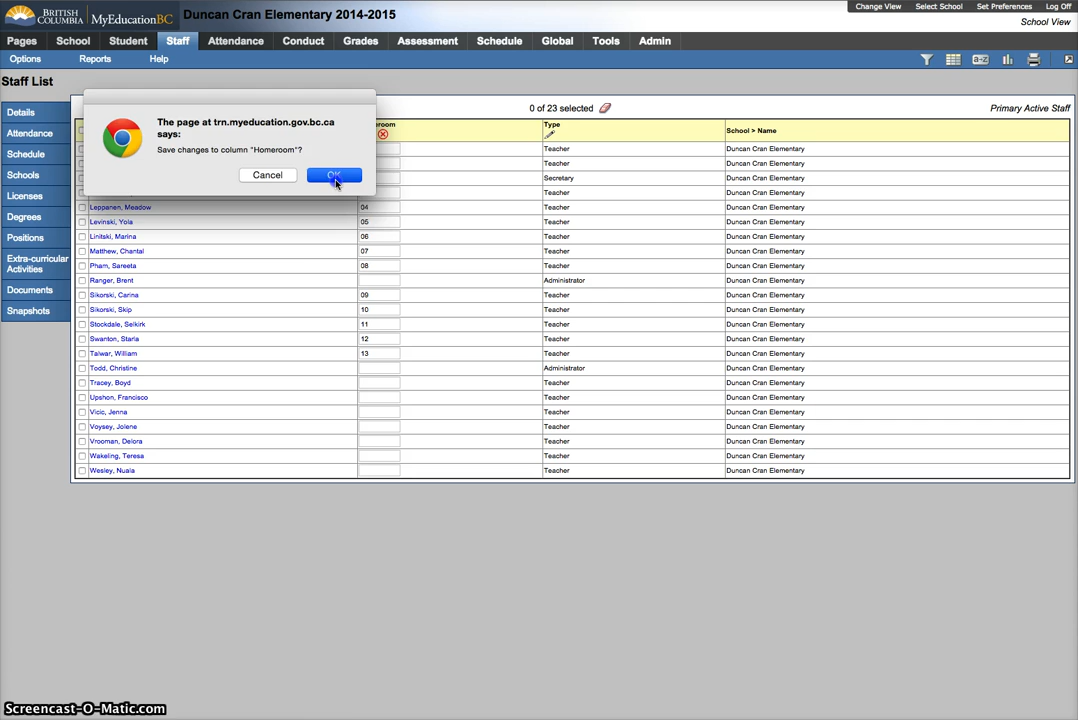 BRITISH COLUMBIA MyEducationBC Duncan Cran Elementary 2014-2015
Change View Select School Set Preferences Log Off
School View
Pages School Student Staff Attendance Conduct Grades Assessment Schedule Global Tools Admin
Options Reports Help
Staff List
Details
Attendance
Schedule
Schools
Licenses
Degrees
Positions
Extra-curricular
Activities
Documents
Snapshots
The page at trn.myeducation.gov.bc.ca
says:
Save changes to column "Homeroom"?
Cancel OK
0 of 23 selected Primary Active Staff
Type School > Name
Teacher Duncan Cran Elementary
Teacher Duncan Cran Elementary
Secretary Duncan Cran Elementary
Teacher Duncan Cran Elementary
Leppanen, Meadow 04 Teacher Duncan Cran Elementary
Levinski, Yola 05 Teacher Duncan Cran Elementary
Linitski, Marina 06 Teacher Duncan Cran Elementary
Matthew, Chantal 07 Teacher Duncan Cran Elementary
Pham, Sareeta 08 Teacher Duncan Cran Elementary
Ranger, Brent Administrator Duncan Cran Elementary
Sikorski, Carina 09 Teacher Duncan Cran Elementary
Sikorski, Skip 10 Teacher Duncan Cran Elementary
Stockdale, Selkirk 11 Teacher Duncan Cran Elementary
Swanton, Starla 12 Teacher Duncan Cran Elementary
Talwar, William 13 Teacher Duncan Cran Elementary
Todd, Christine Administrator Duncan Cran Elementary
Tracey, Boyd Teacher Duncan Cran Elementary
Upshon, Francisco Teacher Duncan Cran Elementary
Vicic, Jenna Teacher Duncan Cran Elementary
Voysey, Jolene Teacher Duncan Cran Elementary
Vrooman, Delora Teacher Duncan Cran Elementary
Wakeling, Teresa Teacher Duncan Cran Elementary
Wesley, Nuala Teacher Duncan Cran Elementary
Screencast-O-Matic.com